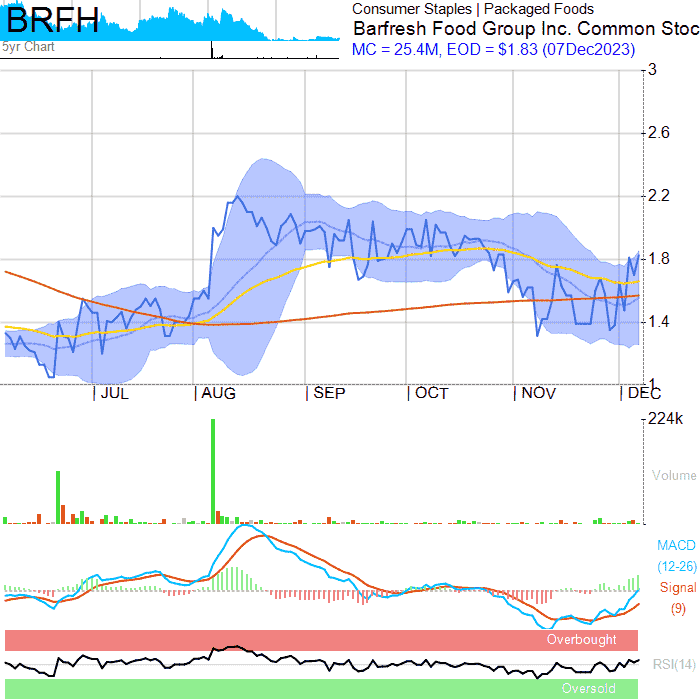 BRFH
5yr Chart
Consumer Staples | Packaged Foods
Barfresh Food Group Inc. Common Stoc
MC = 25.4M, EOD = $1.83 (07Dec2023)
3
2.6
2.2
1.8
1.4
1
JUL AUG SEP OCT NOV DEC
224k
Volume
MACD
(12-26)
Signal
(9)
Overbought
RSI(14)
Oversold